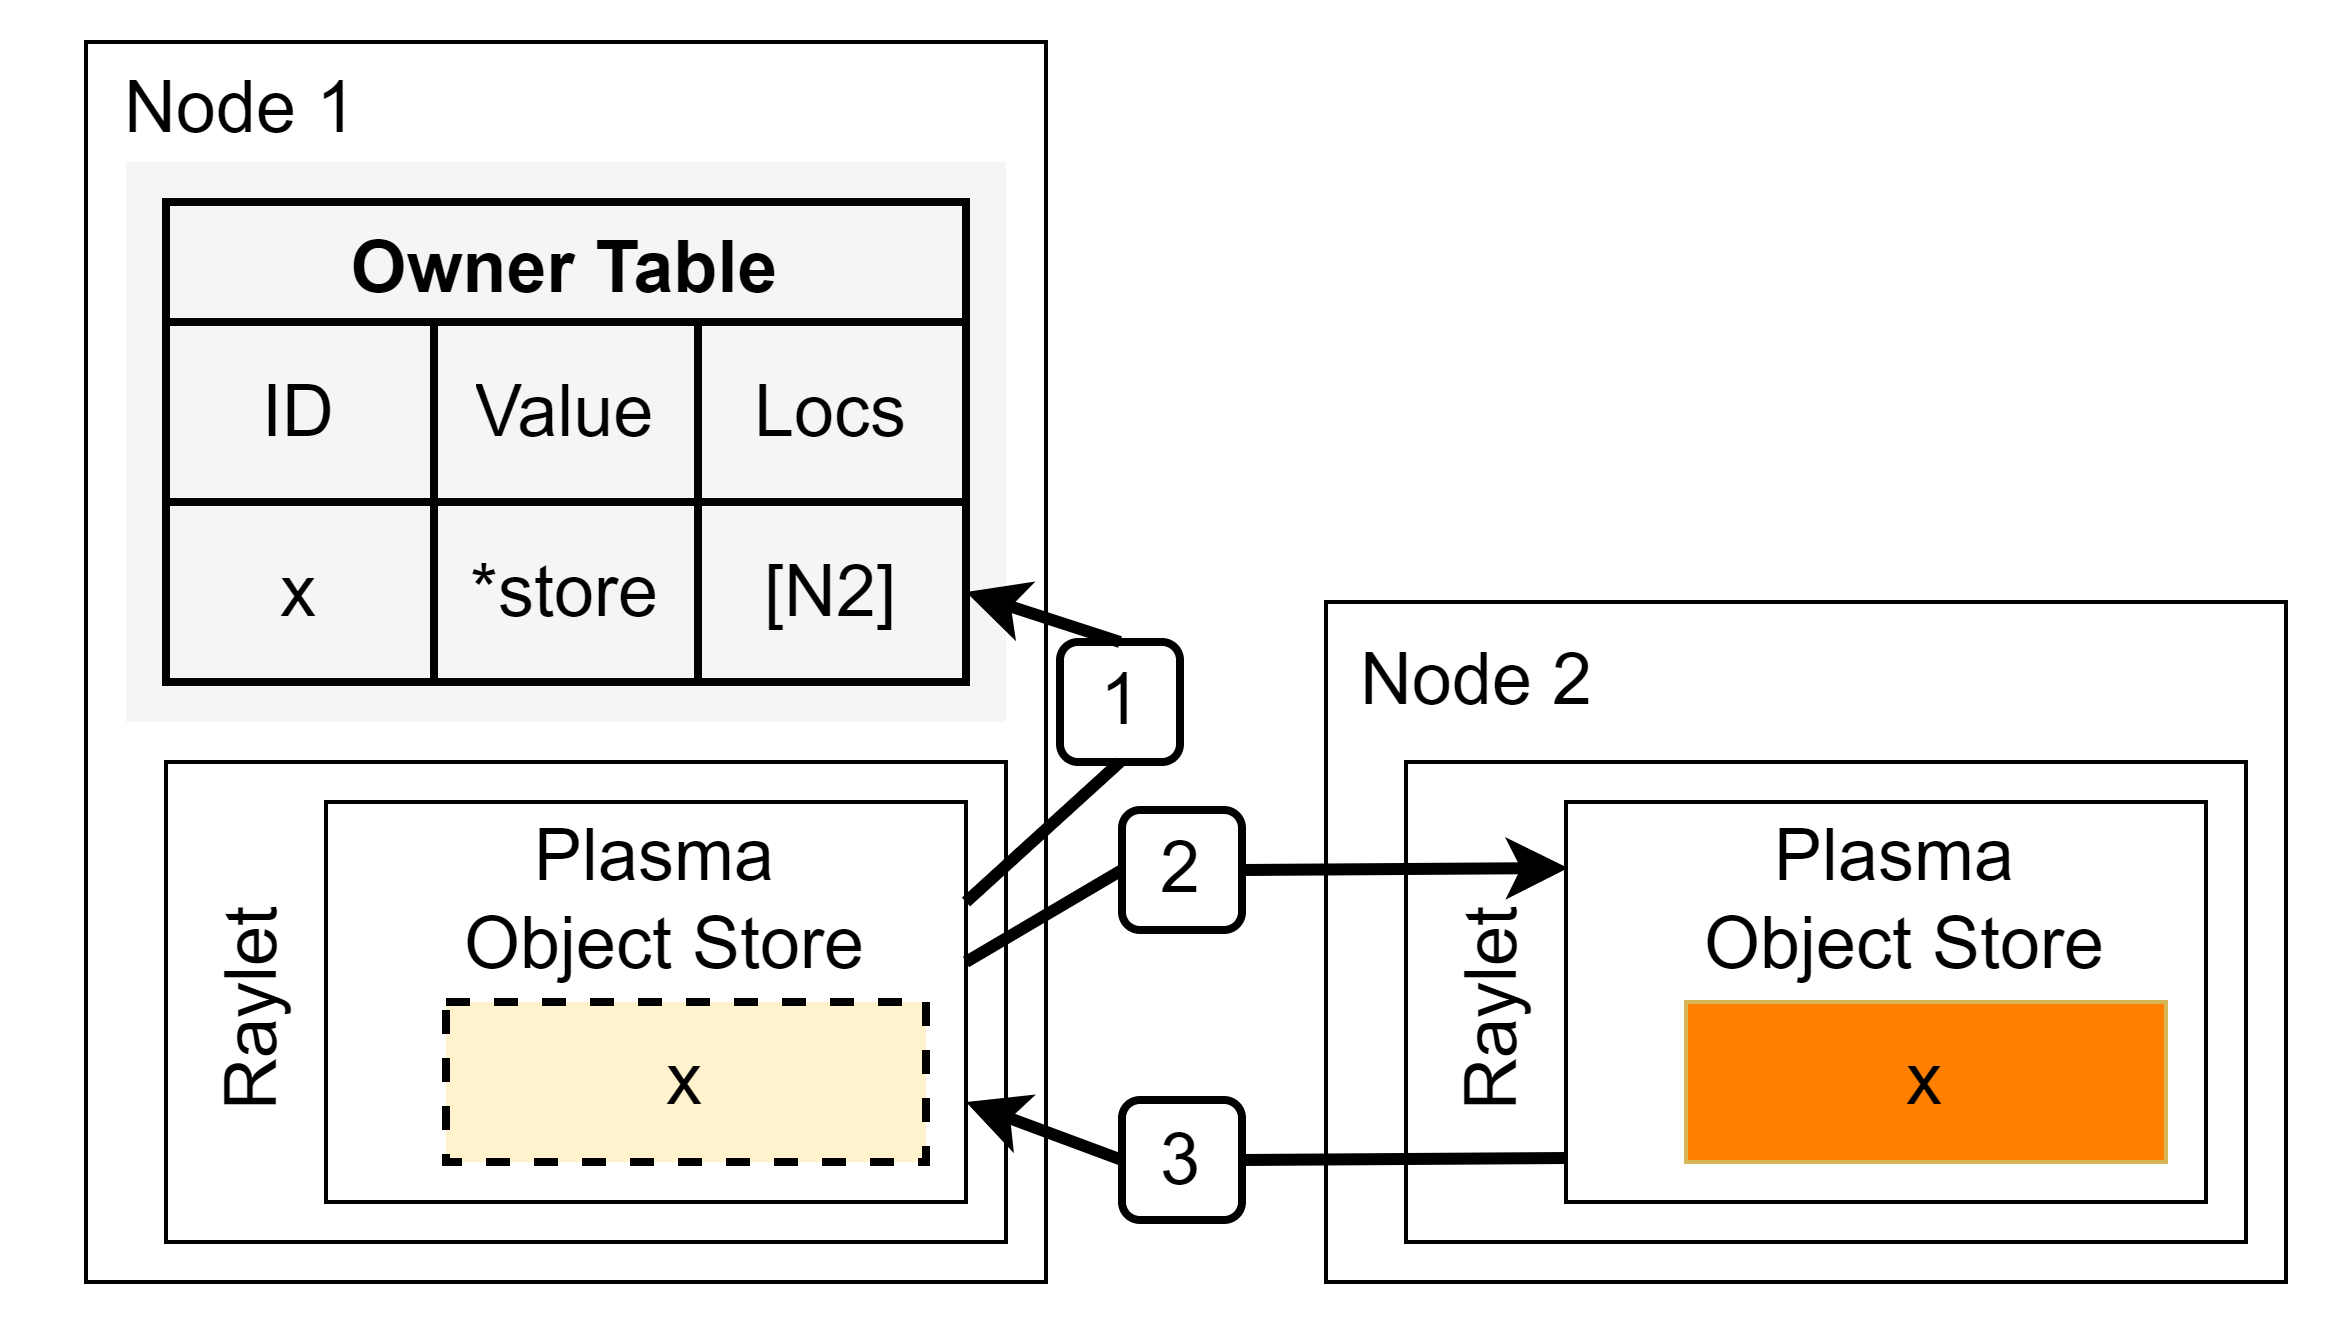 Node 1
Owner Table
ID Value Locs
x *store [N2]
1
Node 2
Raylet
Plasma
Object Store
x
2
3
Raylet
Plasma
Object Store
x